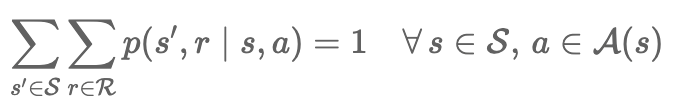 ∑_{s′∈𝒮} ∑_{r∈ℛ} p(s′, r | s, a) = 1 ∀ s ∈ 𝒮, a ∈ 𝒜(s)